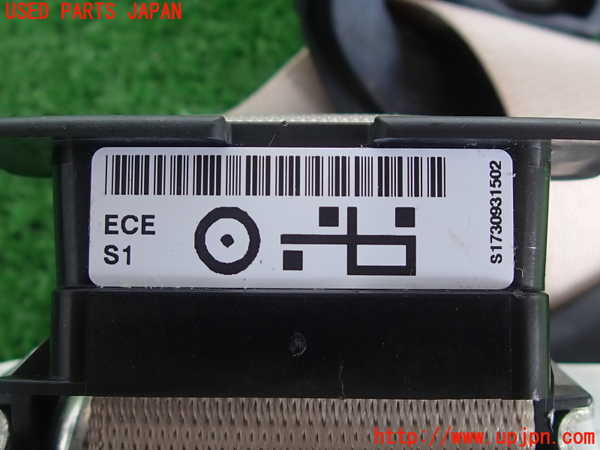 USED PARTS JAPAN
ECE
S1
S1730931502
http://www.upjpn.com/